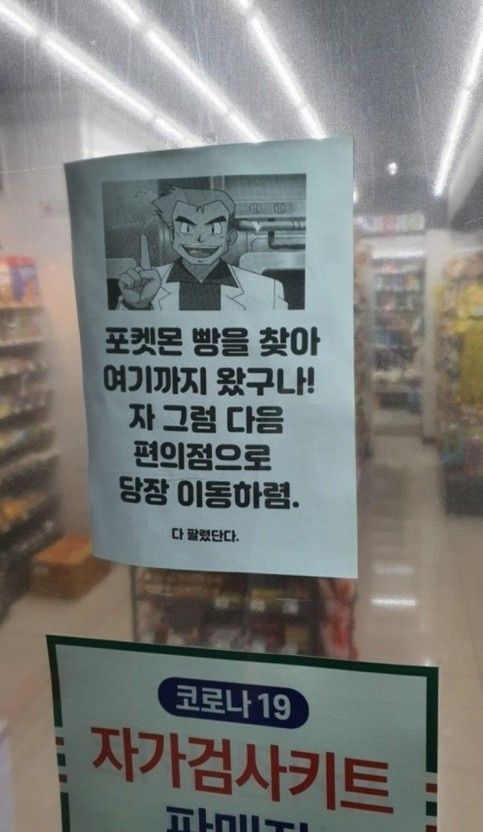 포켓몬 빵을 찾아
여기까지 왔구나!
자 그럼 다음
편의점으로
당장 이동하렴.
다 팔렸단다.
코로나19
자가검사키트